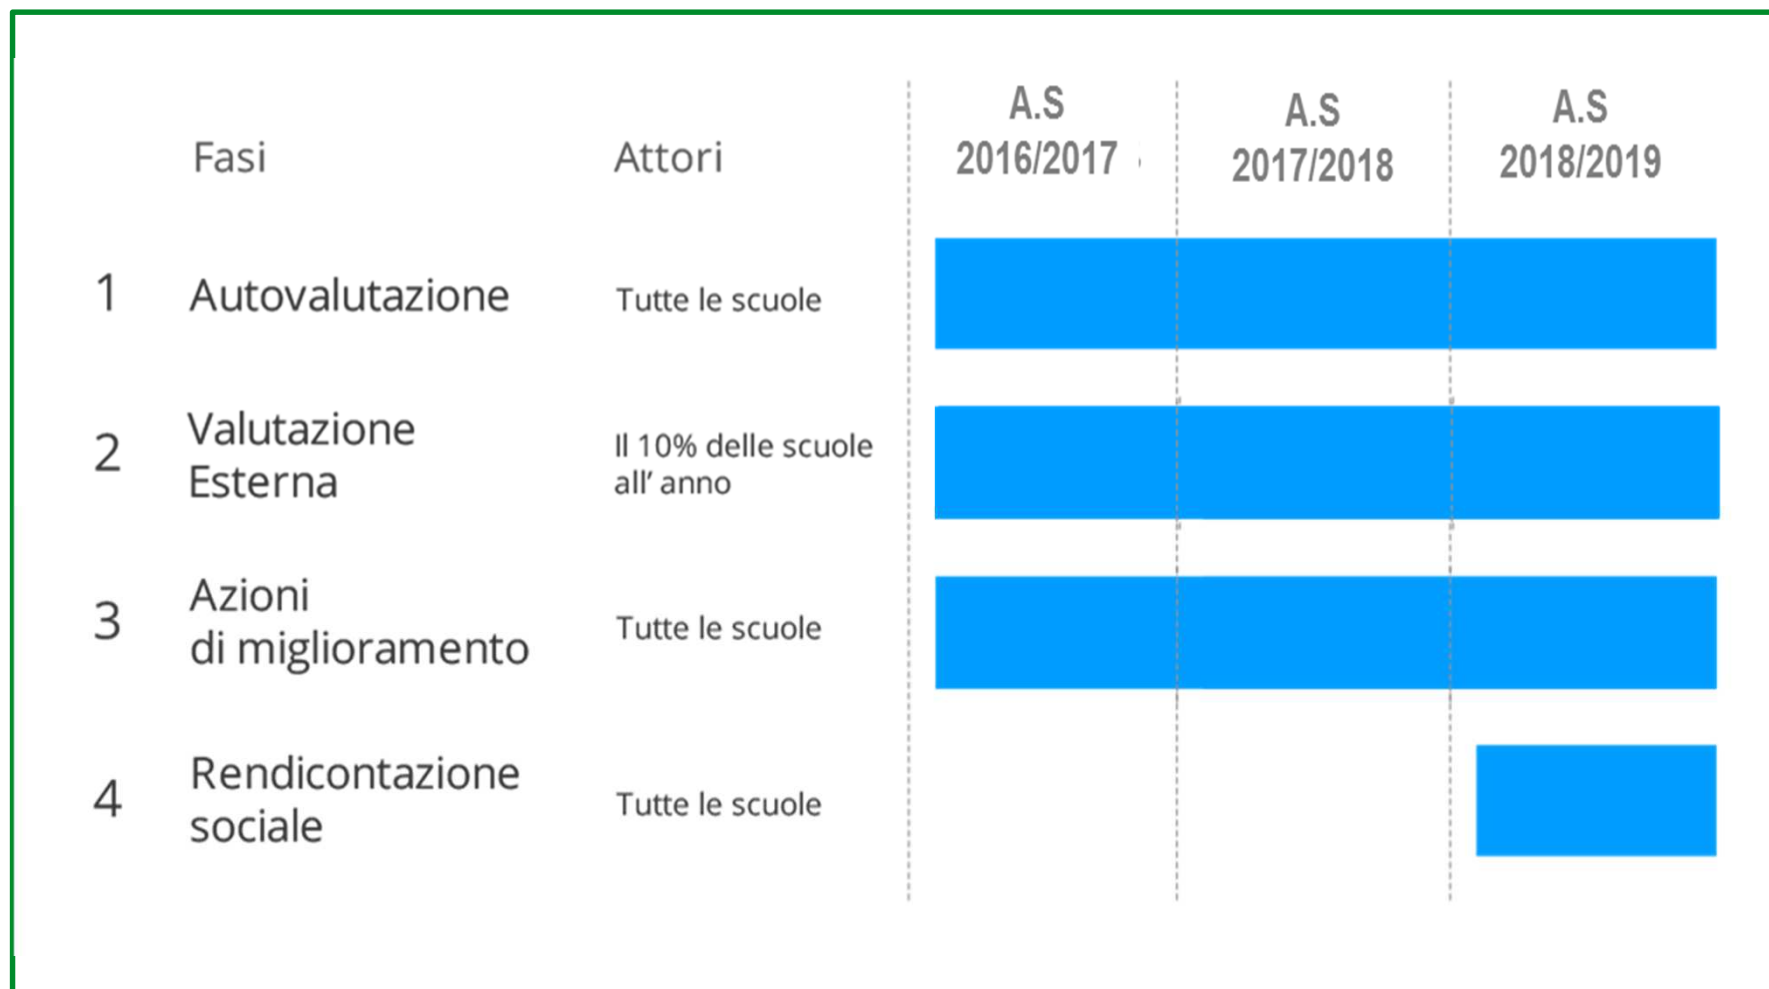 Fasi
Attori
A.S
2016/2017
A.S
2017/2018
A.S
2018/2019
1
Autovalutazione
Tutte le scuole
2
Valutazione
Esterna
Il 10% delle scuole
all’ anno
3
Azioni
di miglioramento
Tutte le scuole
4
Rendicontazione
sociale
Tutte le scuole